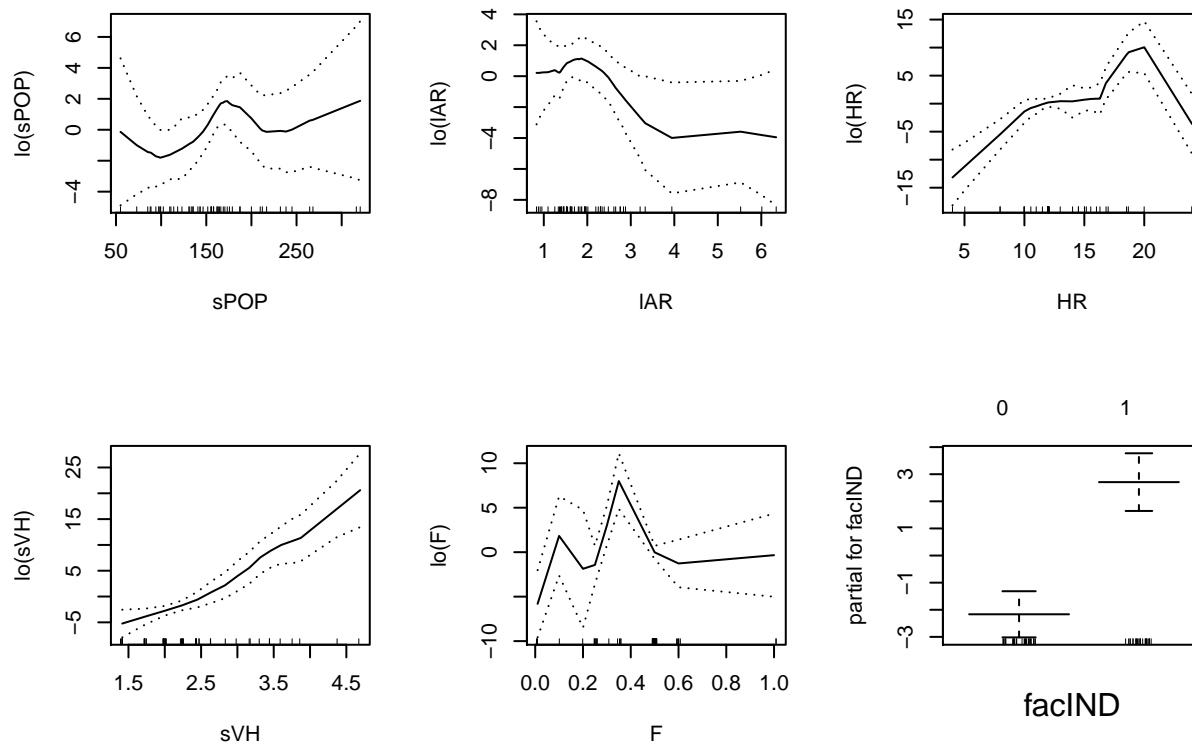 lo(sPOP)
6
4
2
0
−4
50 150 250
sPOP
lo(lAR)
4
2
0
−4
−8
1 2 3 4 5 6
lAR
lo(HR)
15
5
−5
−15
5 10 15 20
HR
lo(sVH)
25
15
5
−5
1.5 2.5 3.5 4.5
sVH
lo(F)
10
5
0
−10
0.0 0.2 0.4 0.6 0.8 1.0
F
0 1
partial for facIND
3
1
−1
−3
facIND